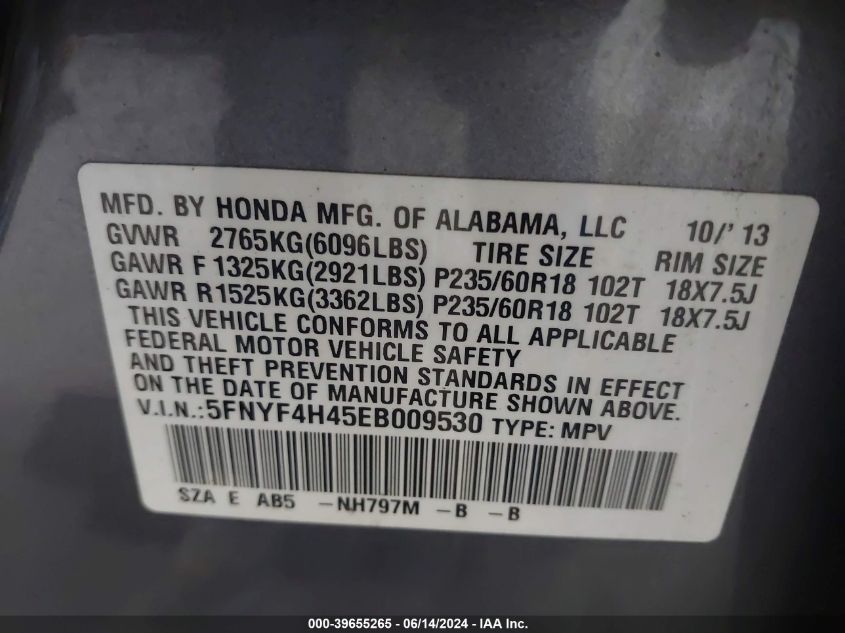 MFD. BY HONDA MFG. OF ALABAMA, LLC 10/' 13
GVWR 2765KG(6096LBS) TIRE SIZE RIM SIZE
GAWR F 1325KG(2921LBS) P235/60R18 102T 18X7.5J
GAWR R1525KG(3362LBS) P235/60R18 102T 18X7.5J
THIS VEHICLE CONFORMS TO ALL APPLICABLE
FEDERAL MOTOR VEHICLE SAFETY
AND THEFT PREVENTION STANDARDS IN EFFECT
ON THE DATE OF MANUFACTURE SHOWN ABOVE.
V.I.N.:5FNYF4H45EB009530 TYPE: MPV
SZA E AB5 -NH797M -B -B
000-39655265 - 06/14/2024 - IAA Inc.